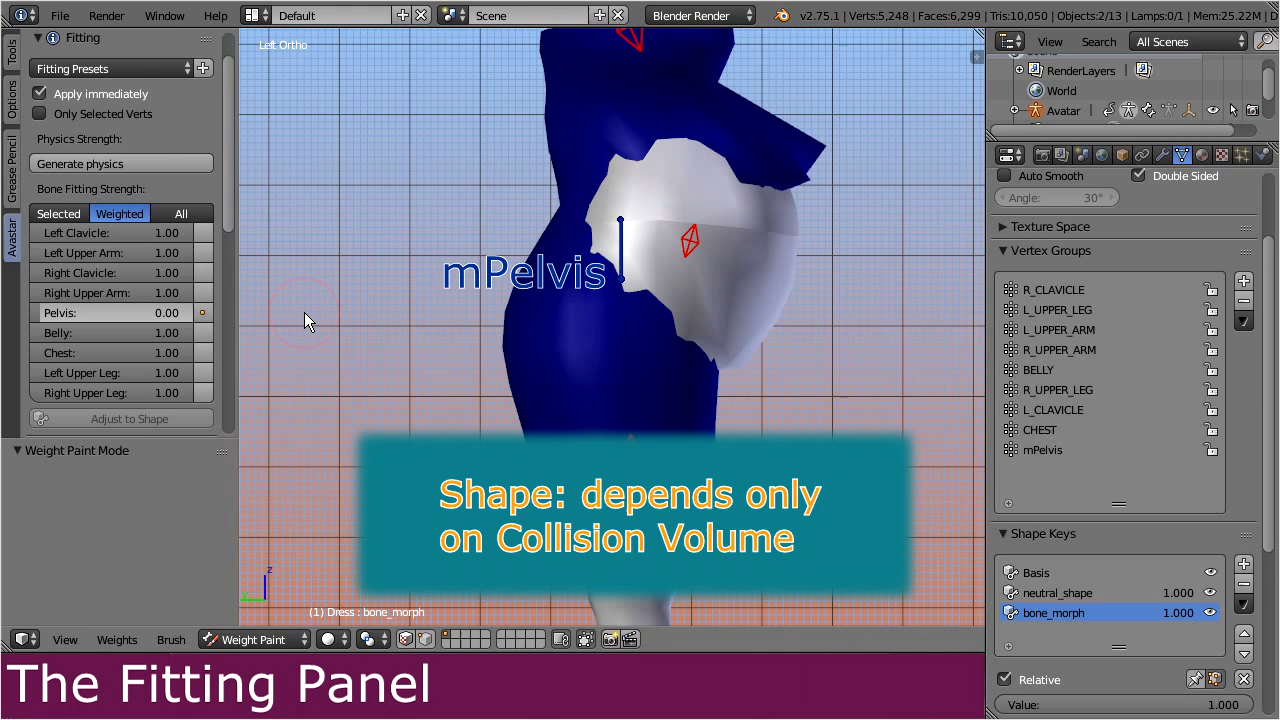 File Render Window Help Default Scene Blender Render v2.75.1 | Verts:5,248 | Faces:6,299 | Tris:10,050 | Objects:2/13 | Lamps:0/1 | Mem:25.22M
Fitting
Fitting Presets
Apply immediately
Only Selected Verts
Physics Strength:
Generate physics
Bone Fitting Strength:
Selected Weighted All
Left Clavicle: 1.00
Left Upper Arm: 1.00
Right Clavicle: 1.00
Right Upper Arm: 1.00
Pelvis: 0.00
Belly: 1.00
Chest: 1.00
Left Upper Leg: 1.00
Right Upper Leg: 1.00
Adjust to Shape
Weight Paint Mode
Tools
Options
Grease Pencil
Avastar
Left Ortho
mPelvis
Shape: depends only
on Collision Volume
z
y
(1) Dress : bone_morph
View Weights Brush Weight Paint
View Search All Scenes
RenderLayers
World
Avatar
Auto Smooth Double Sided
Angle: 30°
Texture Space
Vertex Groups
R_CLAVICLE
L_UPPER_LEG
L_UPPER_ARM
R_UPPER_ARM
BELLY
R_UPPER_LEG
L_CLAVICLE
CHEST
mPelvis
Shape Keys
Basis
neutral_shape 1.000
bone_morph 1.000
Relative
Value: 1.000
The Fitting Panel